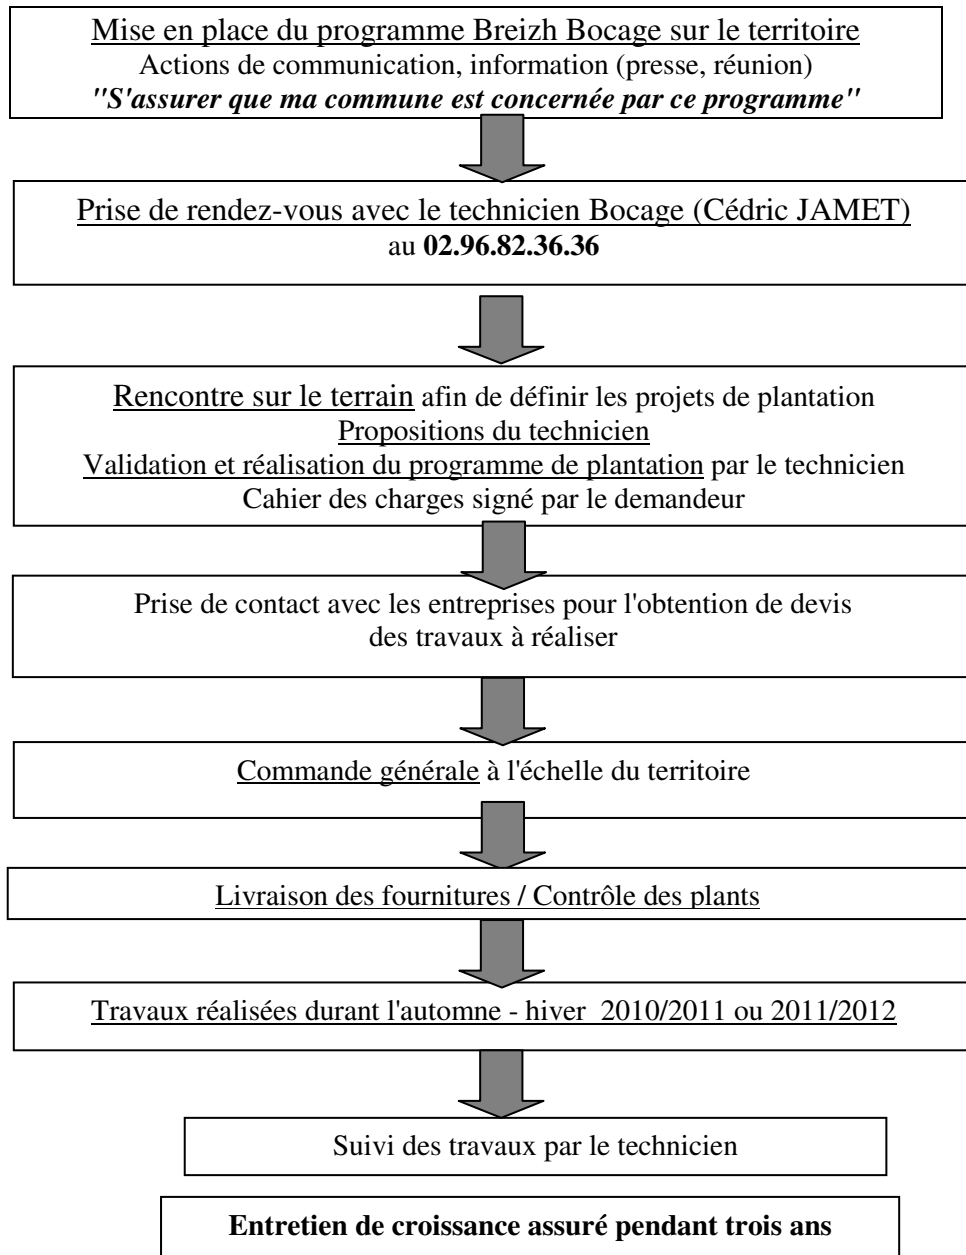 Mise en place du programme Breizh Bocage sur le territoire
Actions de communication, information (presse, réunion)
"S'assurer que ma commune est concernée par ce programme"
Prise de rendez-vous avec le technicien Bocage (Cédric JAMET)
au 02.96.82.36.36
Rencontre sur le terrain afin de définir les projets de plantation
Propositions du technicien
Validation et réalisation du programme de plantation par le technicien
Cahier des charges signé par le demandeur
Prise de contact avec les entreprises pour l'obtention de devis
des travaux à réaliser
Commande générale à l'échelle du territoire
Livraison des fournitures / Contrôle des plants
Travaux réalisées durant l'automne - hiver 2010/2011 ou 2011/2012
Suivi des travaux par le technicien
Entretien de croissance assuré pendant trois ans